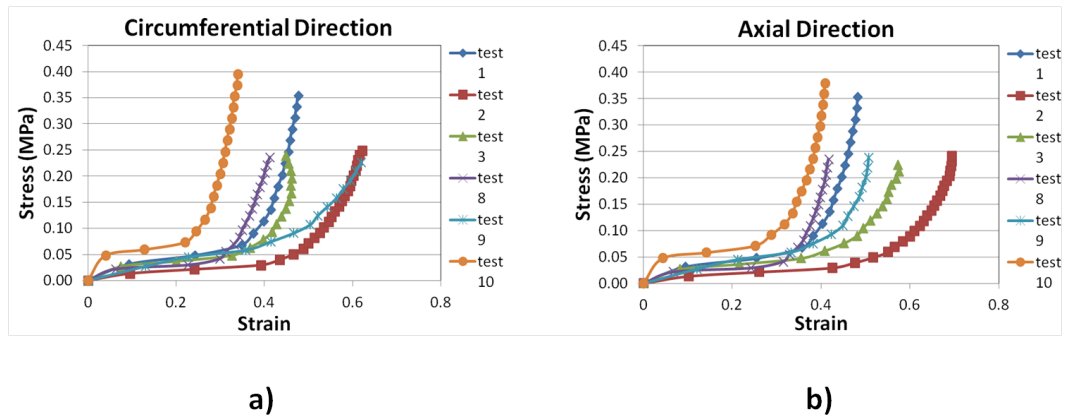 Circumferential Direction
Stress (MPa)
0.45
0.40
0.35
0.30
0.25
0.20
0.15
0.10
0.05
0.00
0 0.2 0.4 0.6 0.8
Strain
test 1
test 2
test 3
test 8
test 9
test 10
a)
Axial Direction
Stress (MPa)
0.45
0.40
0.35
0.30
0.25
0.20
0.15
0.10
0.05
0.00
0 0.2 0.4 0.6 0.8
Strain
test 1
test 2
test 3
test 8
test 9
test 10
b)